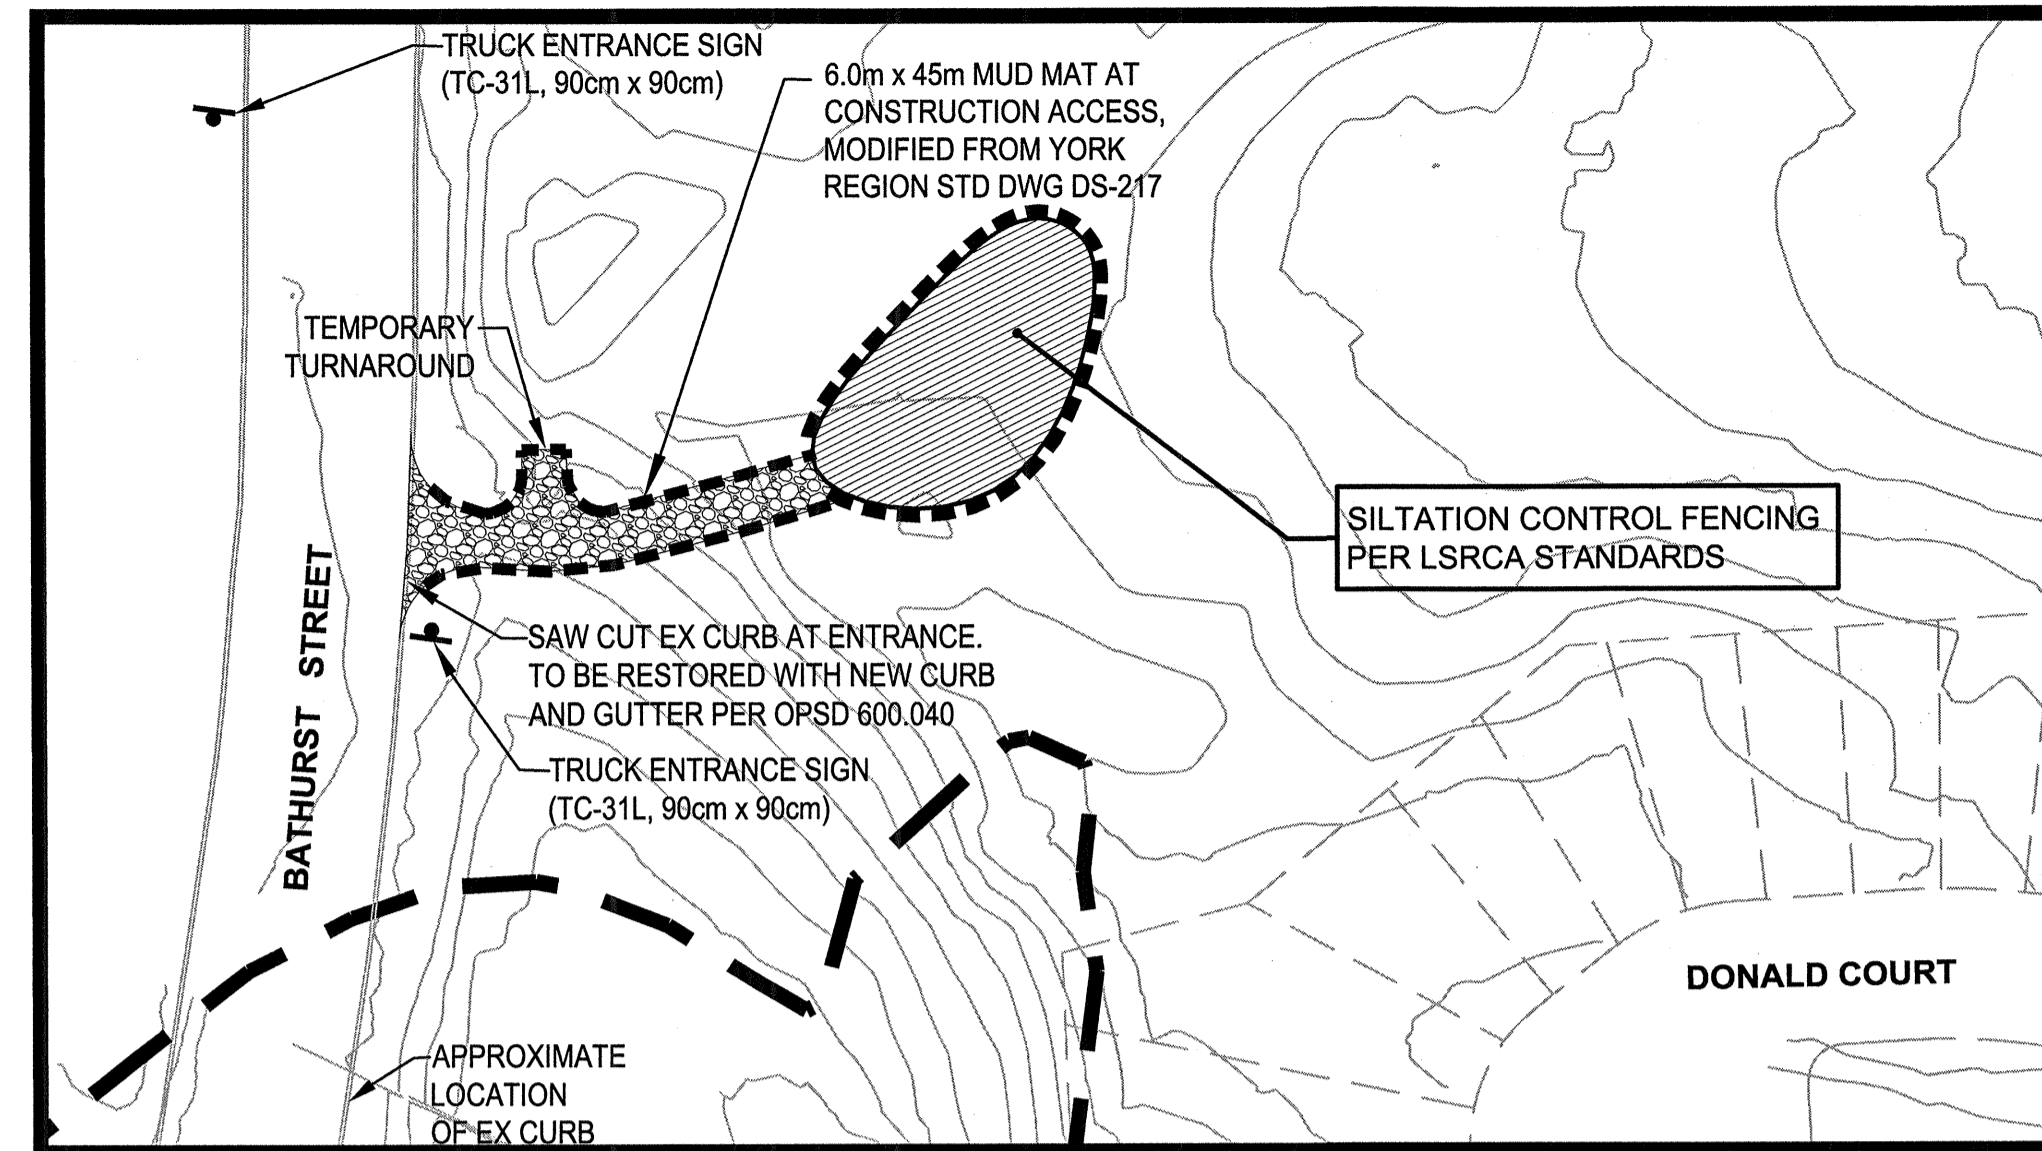 TRUCK ENTRANCE SIGN
(TC-31L, 90cm x 90cm)
6.0m x 45m MUD MAT AT
CONSTRUCTION ACCESS,
MODIFIED FROM YORK
REGION STD DWG DS-217
TEMPORARY
TURNAROUND
SILTATION CONTROL FENCING
PER LSRCA STANDARDS
BATHURST STREET
SAW CUT EX CURB AT ENTRANCE.
TO BE RESTORED WITH NEW CURB
AND GUTTER PER OPSD 600.040
TRUCK ENTRANCE SIGN
(TC-31L, 90cm x 90cm)
DONALD COURT
APPROXIMATE
LOCATION
OF EX CURB